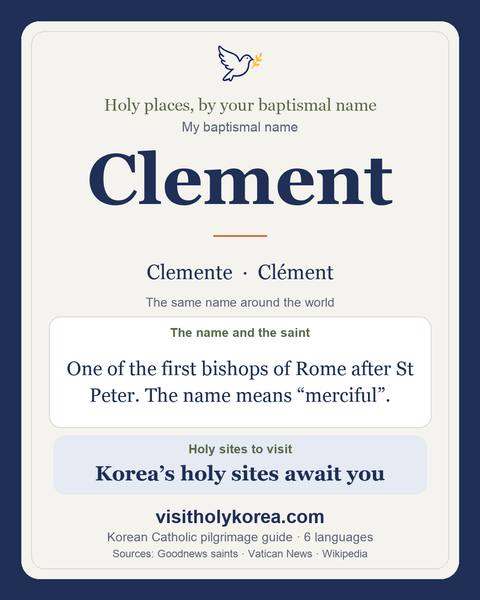 Holy places, by your baptismal name
My baptismal name
Clement
Clemente · Clément
The same name around the world
The name and the saint
One of the first bishops of Rome after St
Peter. The name means “merciful”.
Holy sites to visit
Korea’s holy sites await you
visitholykorea.com
Korean Catholic pilgrimage guide · 6 languages
Sources: Goodnews saints · Vatican News · Wikipedia